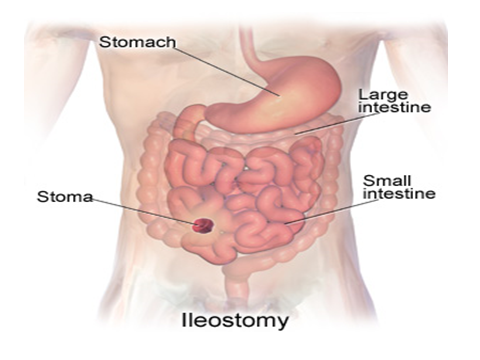 Stomach
Large
intestine
Stoma
Small
intestine
Ileostomy